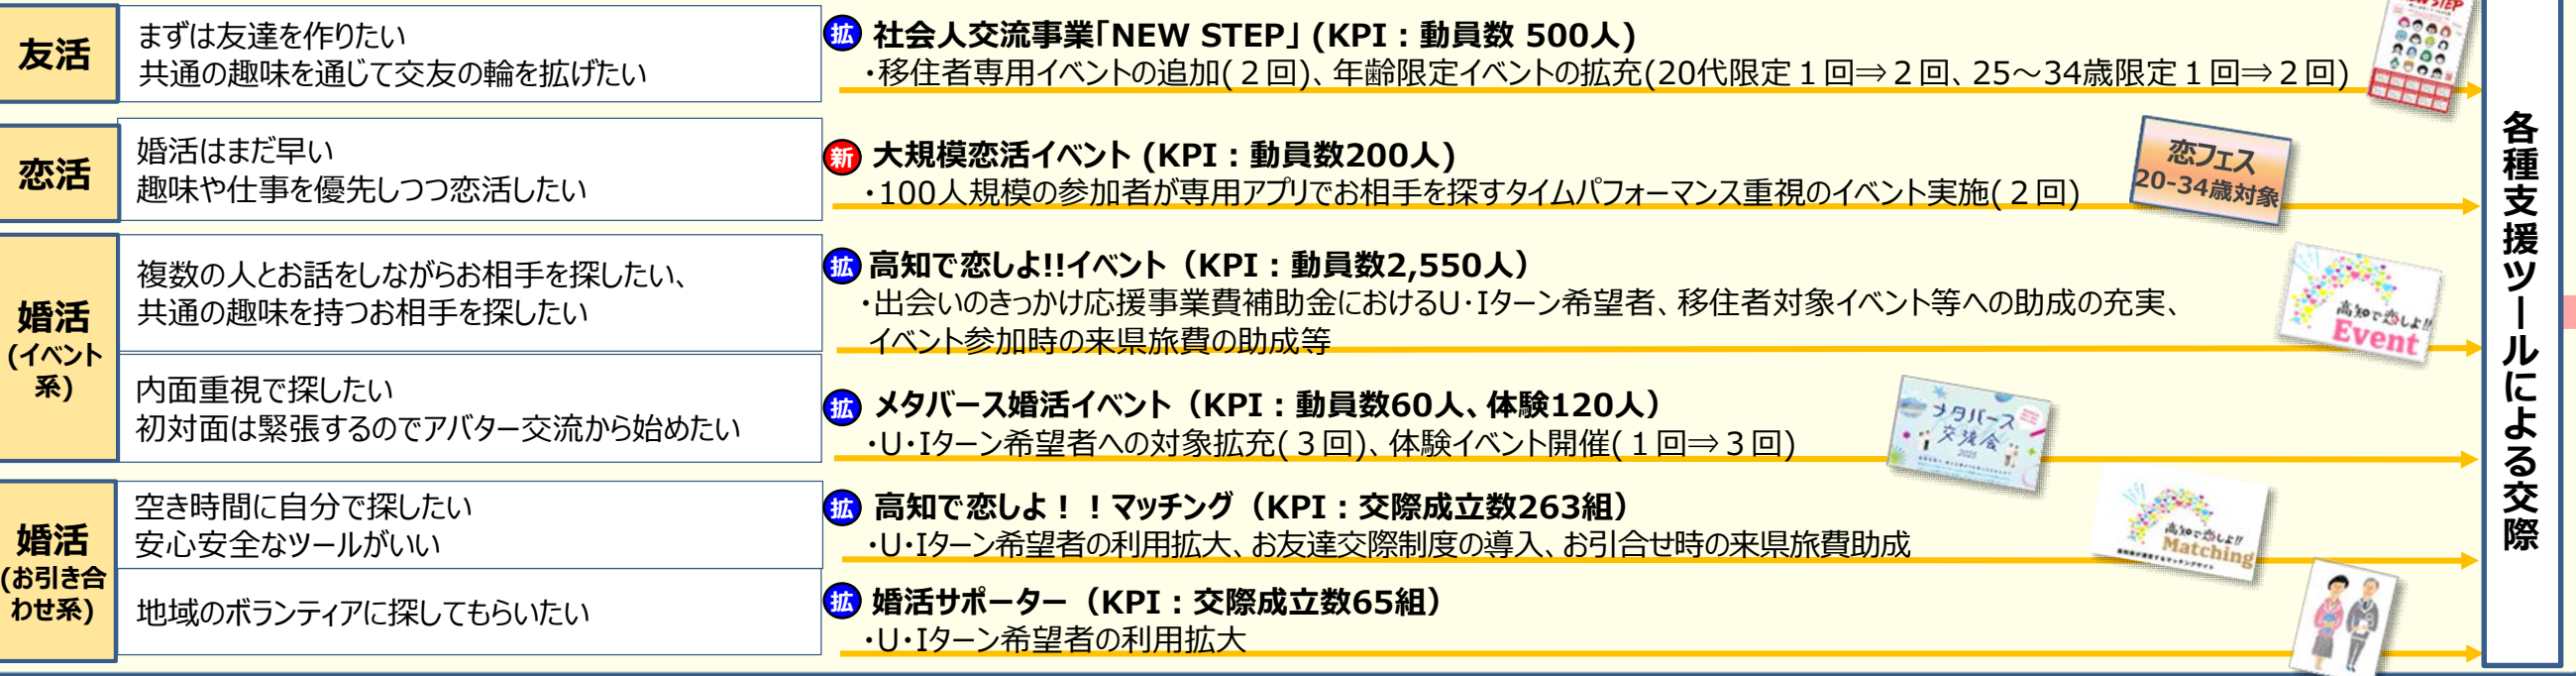 友活
まずは友達を作りたい
共通の趣味を通じて交友の輪を拡げたい
拡 社会人交流事業「NEW STEP」 (KPI：動員数 500人)
・移住者専用イベントの追加(２回)、年齢限定イベントの拡充(20代限定１回⇒２回、25～34歳限定１回⇒２回)
NEW STEP
恋活
婚活はまだ早い
趣味や仕事を優先しつつ恋活したい
新 大規模恋活イベント (KPI：動員数200人)
・100人規模の参加者が専用アプリでお相手を探すタイムパフォーマンス重視のイベント実施(２回)
恋フェス
20-34歳対象
婚活
(イベント
系)
複数の人とお話をしながらお相手を探したい、
共通の趣味を持つお相手を探したい
拡 高知で恋しよ!!イベント（KPI：動員数2,550人）
・出会いのきっかけ応援事業費補助金におけるU・Iターン希望者、移住者対象イベント等への助成の充実、
イベント参加時の来県旅費の助成等
高知で恋しよ!!
Event
内面重視で探したい
初対面は緊張するのでアバター交流から始めたい
拡 メタバース婚活イベント（KPI：動員数60人、体験120人）
・U・Iターン希望者への対象拡充(３回)、体験イベント開催(１回⇒３回)
メタバース
交流会
2025
婚活
(お引き合
わせ系)
空き時間に自分で探したい
安心安全なツールがいい
拡 高知で恋しよ！！マッチング（KPI：交際成立数263組）
・U・Iターン希望者の利用拡大、お友達交際制度の導入、お引合せ時の来県旅費助成
高知で恋しよ!!
Matching
高知県が運営するマッチングサイト
地域のボランティアに探してもらいたい
拡 婚活サポーター（KPI：交際成立数65組）
・U・Iターン希望者の利用拡大
各種支援ツールによる交際